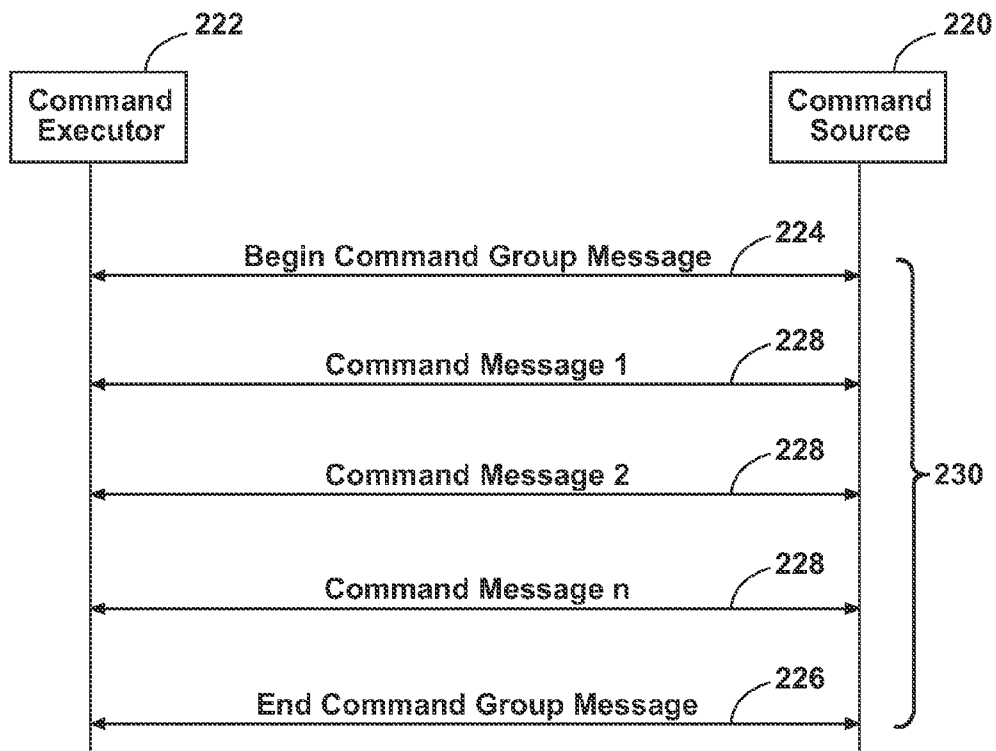 222
220
Command
Executor
Command
Source
224
Begin Command Group Message
228
Command Message 1
228
Command Message 2
230
228
Command Message n
226
End Command Group Message